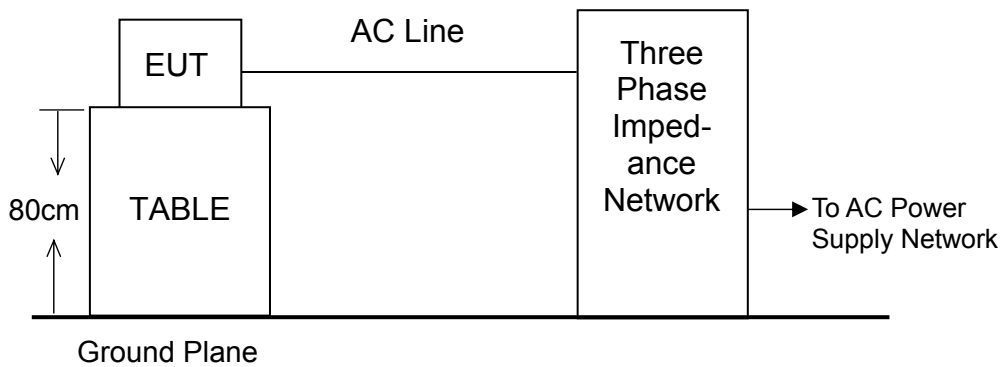 AC Line
EUT
Three
Phase
Imped-
ance
Network
80cm
TABLE
To AC Power
Supply Network
Ground Plane